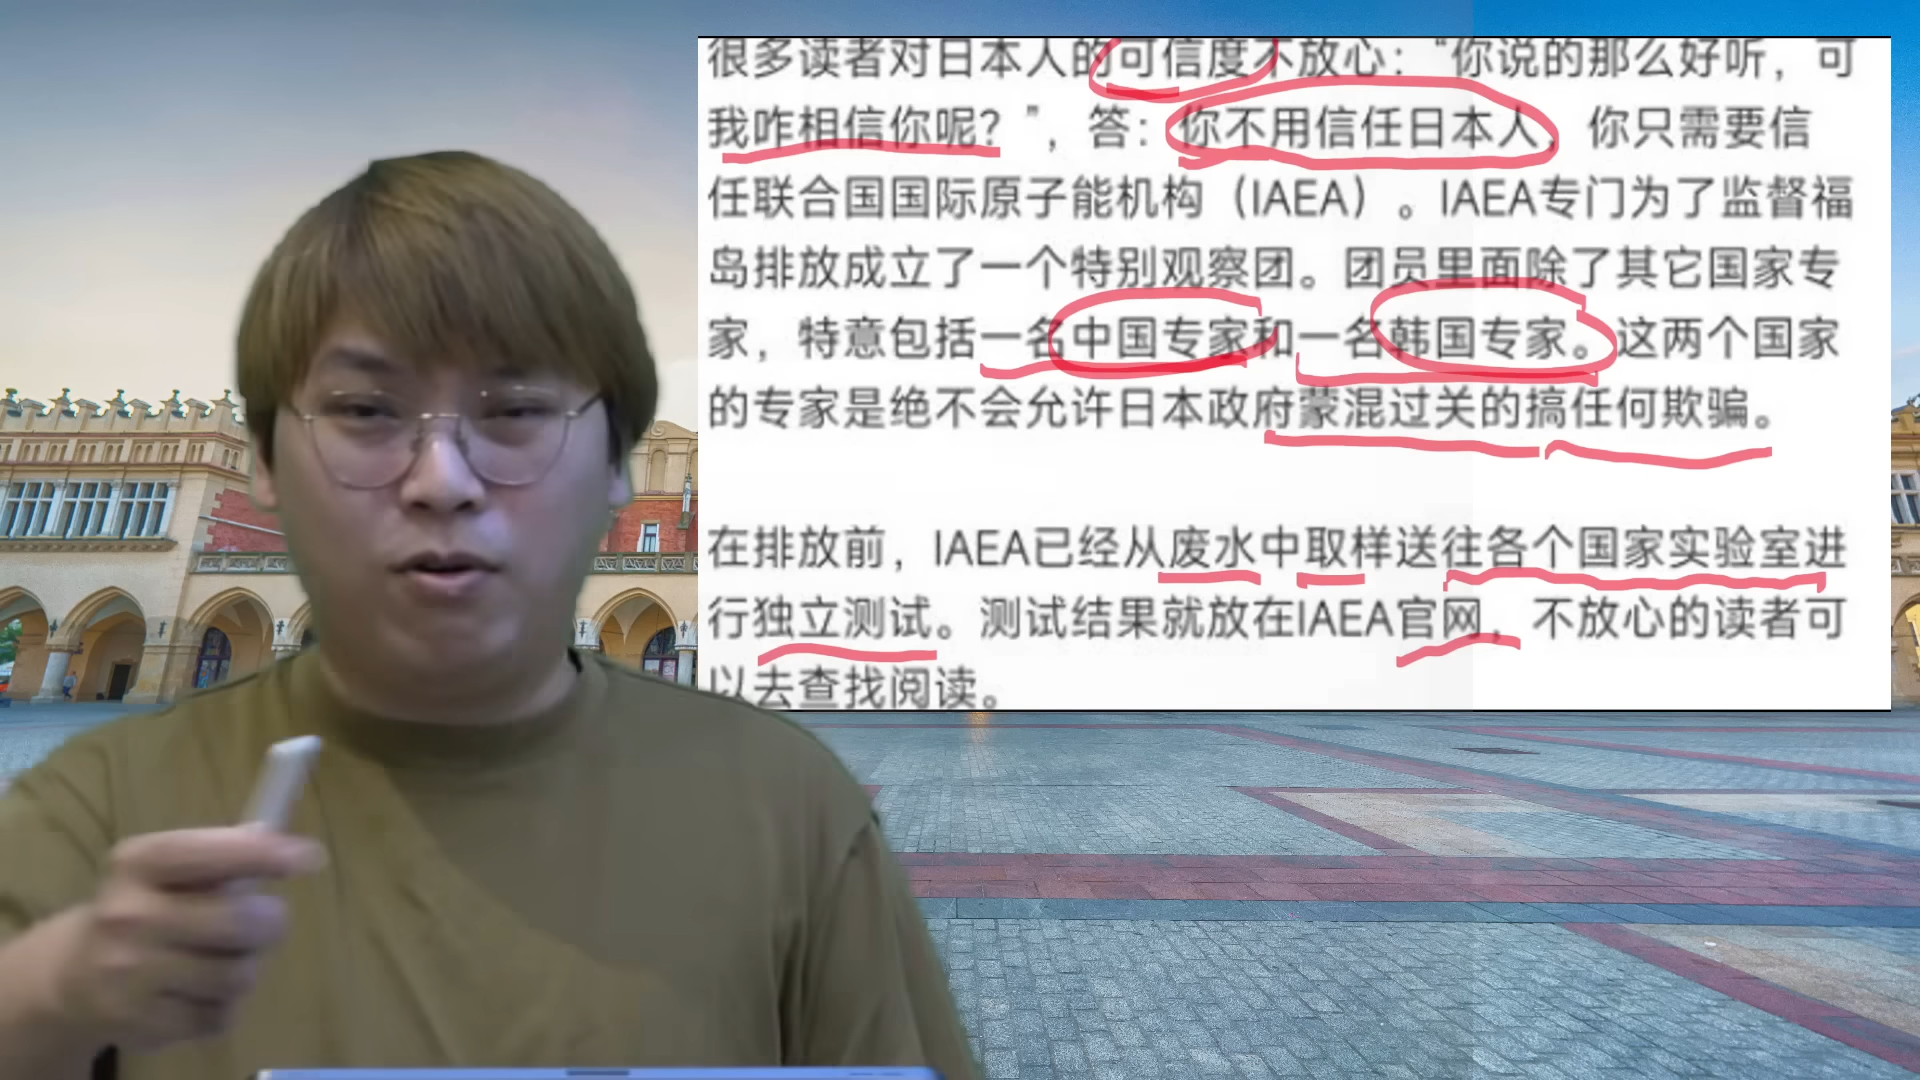 很多读者对日本人的可信度不放心：“你说的那么好听，可
我咋相信你呢？”，答：你不用信任日本人，你只需要信
任联合国国际原子能机构（IAEA）。IAEA专门为了监督福
岛排放成立了一个特别观察团。团员里面除了其它国家专
家，特意包括一名中国专家和一名韩国专家。这两个国家
的专家是绝不会允许日本政府蒙混过关的搞任何欺骗。
在排放前，IAEA已经从废水中取样送往各个国家实验室进
行独立测试。测试结果就放在IAEA官网，不放心的读者可
以去查找阅读。